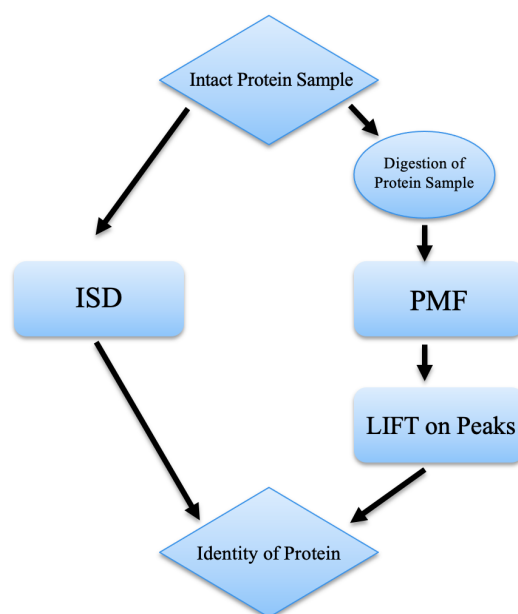 Intact Protein Sample
Digestion of
Protein Sample
ISD
PMF
LIFT on Peaks
Identity of Protein